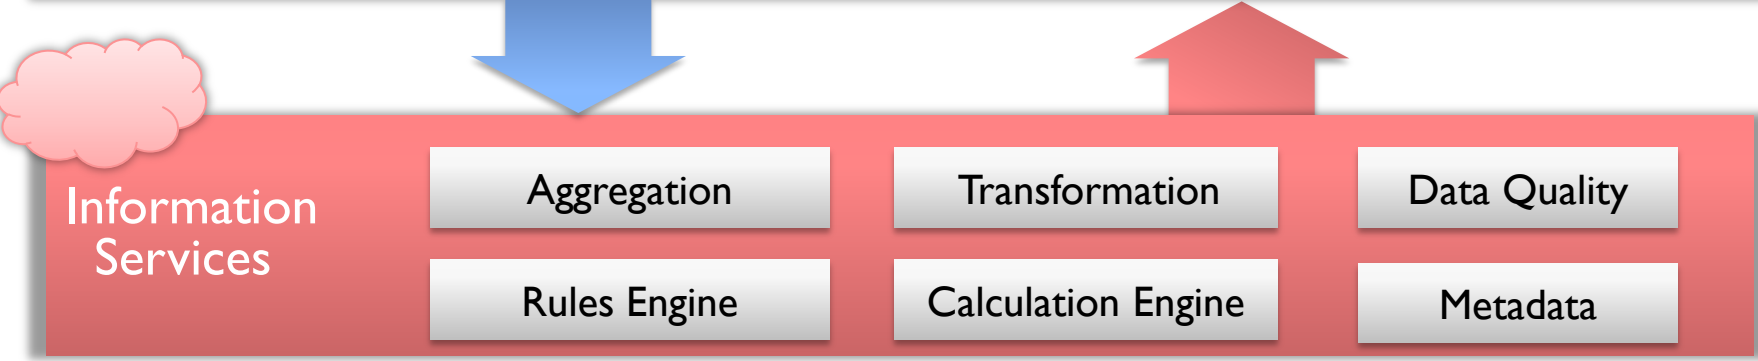 Information
Services
Aggregation
Transformation
Data Quality
Rules Engine
Calculation Engine
Metadata